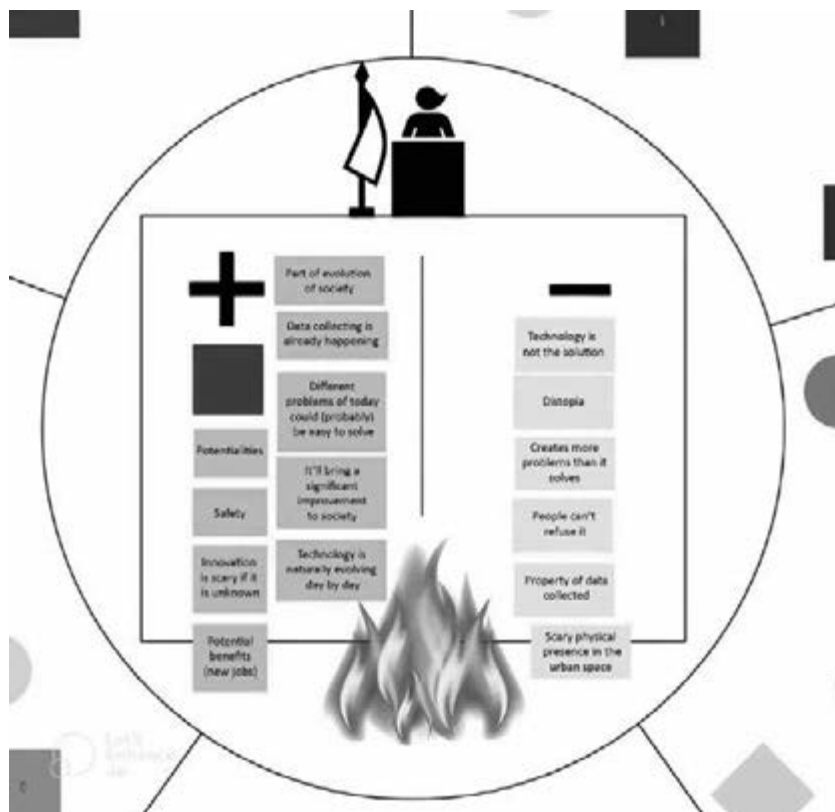 Part of evolution
of society
Data collecting is
already happening
Different
problems of today
could (probably)
be easy to solve
It'll bring a
significant
improvement
to society
Technology is
naturally evolving
day by day
Potentialities
Safety
Innovation
is scary if it
is unknown
Potential
benefits
(new jobs)
Technology is
not the solution
Distopia
Creates more
problems than it
solves
People can't
refuse it
Property of data
collected
Scary physical
presence in the
urban space
Let's
Enhance